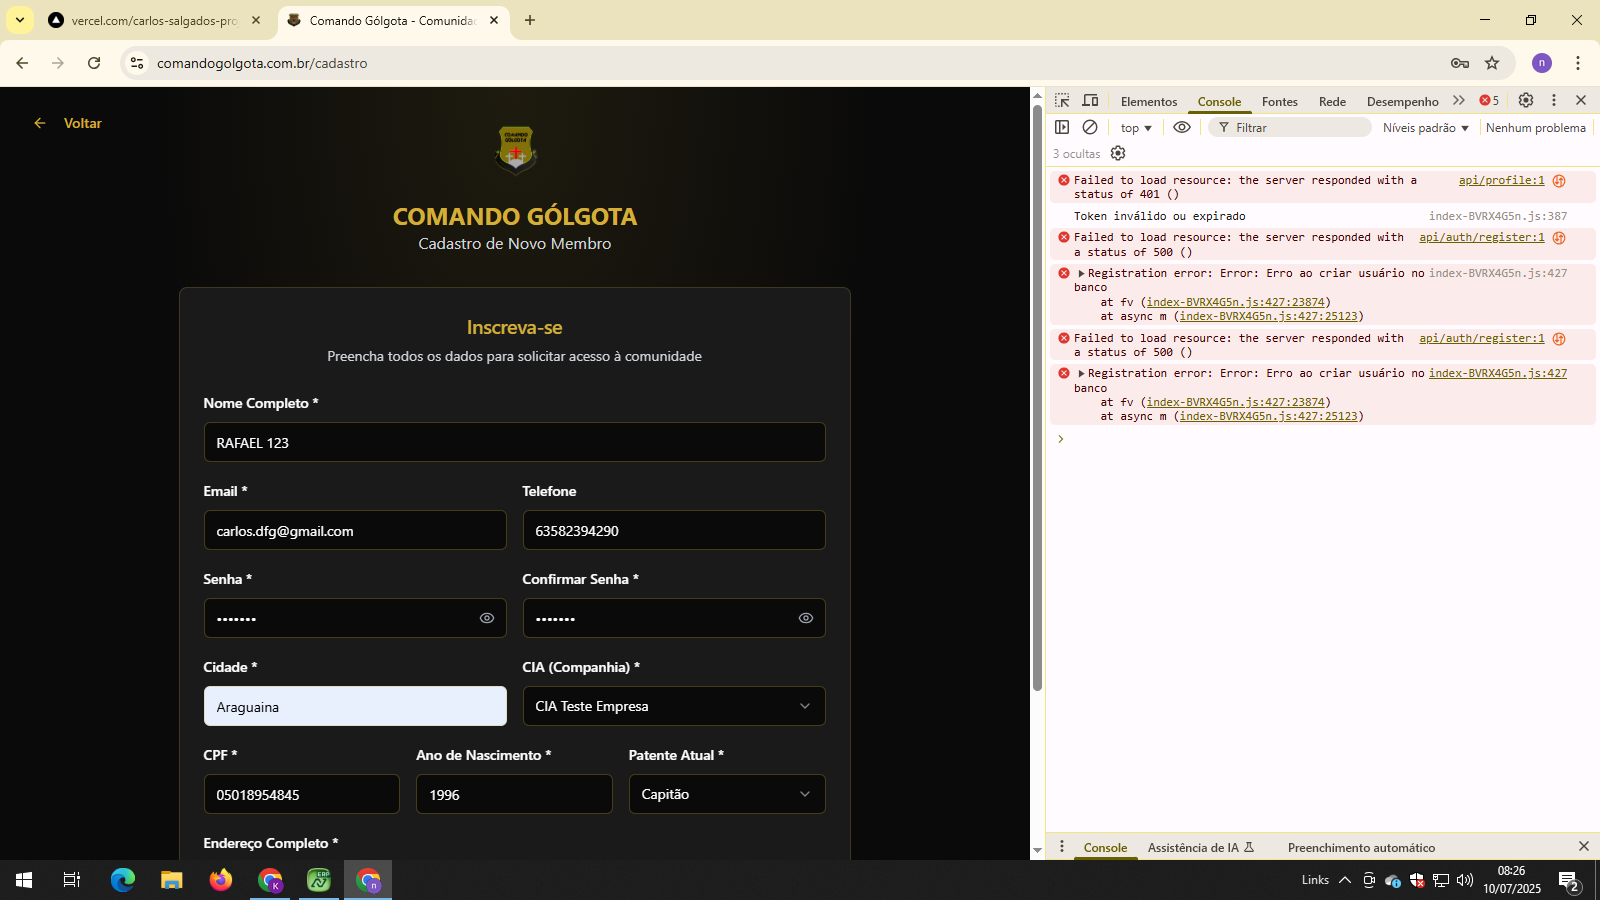 vercel.com/carlos-salgados-pro
Comando Gólgota - Comunidad
comandogolgota.com.br/cadastro
n
Voltar
COMANDO
GÓLGOTA
COMANDO GÓLGOTA
Cadastro de Novo Membro
Inscreva-se
Preencha todos os dados para solicitar acesso à comunidade
Nome Completo *
RAFAEL 123
Email *
Telefone
carlos.dfg@gmail.com
63582394290
Senha *
Confirmar Senha *
•••••••
•••••••
Cidade *
CIA (Companhia) *
Araguaina
CIA Teste Empresa
CPF *
Ano de Nascimento *
Patente Atual *
05018954845
1996
Capitão
Endereço Completo *
Elementos
Console
Fontes
Rede
Desempenho
5
top
Filtrar
Níveis padrão
Nenhum problema
3 ocultas
Failed to load resource: the server responded with a api/profile:1
status of 401 ()
Token inválido ou expirado index-BVRX4G5n.js:387
Failed to load resource: the server responded with api/auth/register:1
a status of 500 ()
Registration error: Error: Erro ao criar usuário no index-BVRX4G5n.js:427
banco
at fv (index-BVRX4G5n.js:427:23874)
at async m (index-BVRX4G5n.js:427:25123)
Failed to load resource: the server responded with api/auth/register:1
a status of 500 ()
Registration error: Error: Erro ao criar usuário no index-BVRX4G5n.js:427
banco
at fv (index-BVRX4G5n.js:427:23874)
at async m (index-BVRX4G5n.js:427:25123)
Console
Assistência de IA
Preenchimento automático
K
ERP
n
Links
08:26
10/07/2025
2